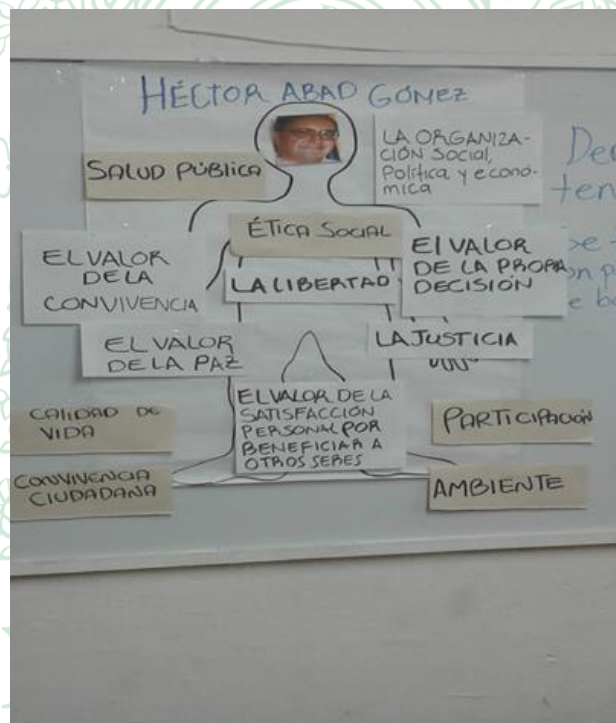 HÉCTOR ABAD GÓMEZ
LA ORGANIZA-
CIÓN Social,
Política y econó-
mica
SALUD PÚBLICA
ÉTICA SOCIAL
EL VALOR
DE LA
CONVIVENCIA
LA LIBERTAD
El VALOR
DE LA PROPIA
DECISIÓN
EL VALOR
DE LA PAZ
LA JUSTICIA
EL VALOR DE LA
SATISFACCIÓN
PERSONAL POR
BENEFICIAR A
OTROS SERES
CALIDAD DE
VIDA
PARTICIPACIÓN
CONVIVENCIA
CIUDADANA
AMBIENTE